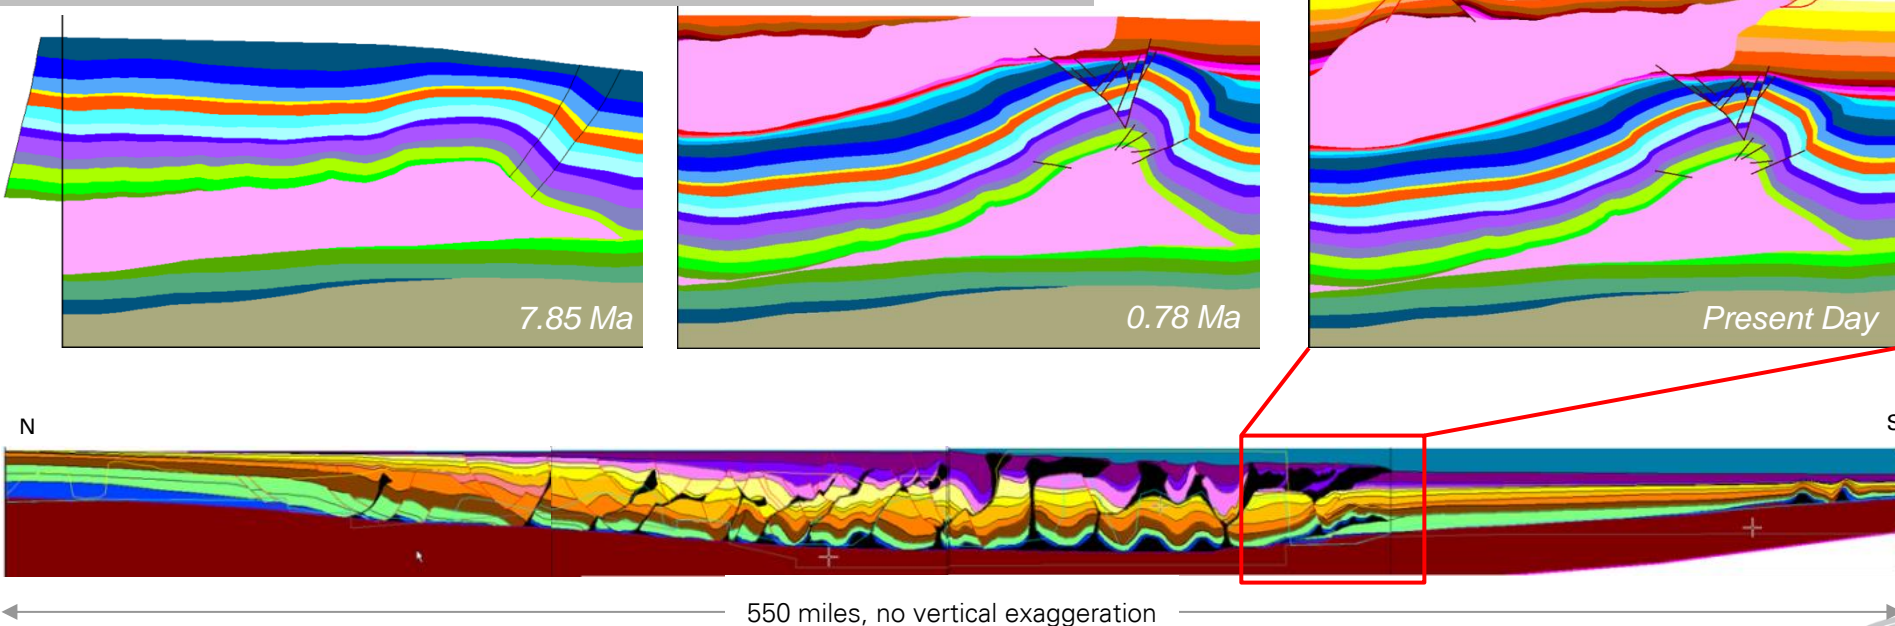 7.85 Ma
0.78 Ma
Present Day
N
S
550 miles, no vertical exaggeration